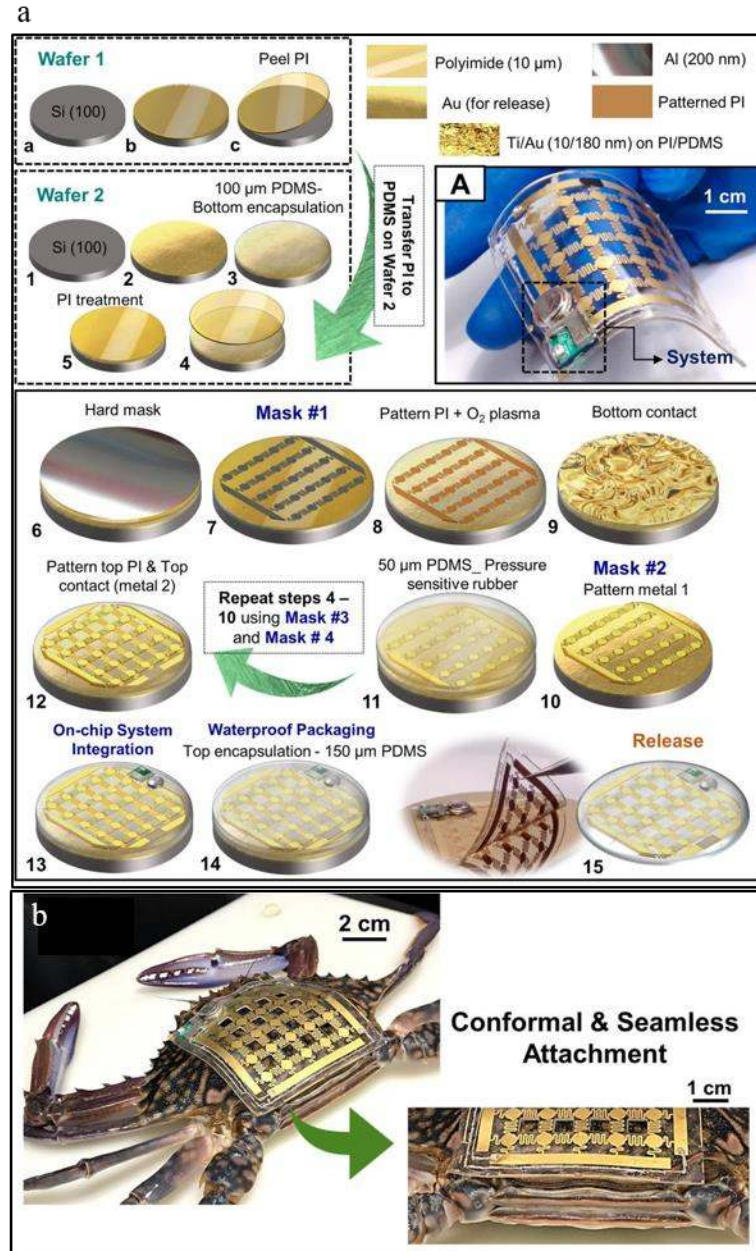 a
Wafer 1
Peel PI
Si (100)
a
b
c
Polyimide (10 µm)
Al (200 nm)
Au (for release)
Patterned PI
Ti/Au (10/180 nm) on PI/PDMS
Wafer 2
100 µm PDMS-
Bottom encapsulation
Si (100)
1
2
3
PI treatment
5
4
Transfer PI to
PDMS on Wafer 2
A
1 cm
System
Hard mask
Mask #1
Pattern PI + O₂ plasma
Bottom contact
6
7
8
9
Pattern top PI & Top
contact (metal 2)
Repeat steps 4 –
10 using Mask #3
and Mask # 4
50 µm PDMS_ Pressure
sensitive rubber
Mask #2
Pattern metal 1
12
11
10
On-chip System
Integration
Waterproof Packaging
Top encapsulation - 150 µm PDMS
Release
13
14
15
b
2 cm
Conformal & Seamless
Attachment
1 cm